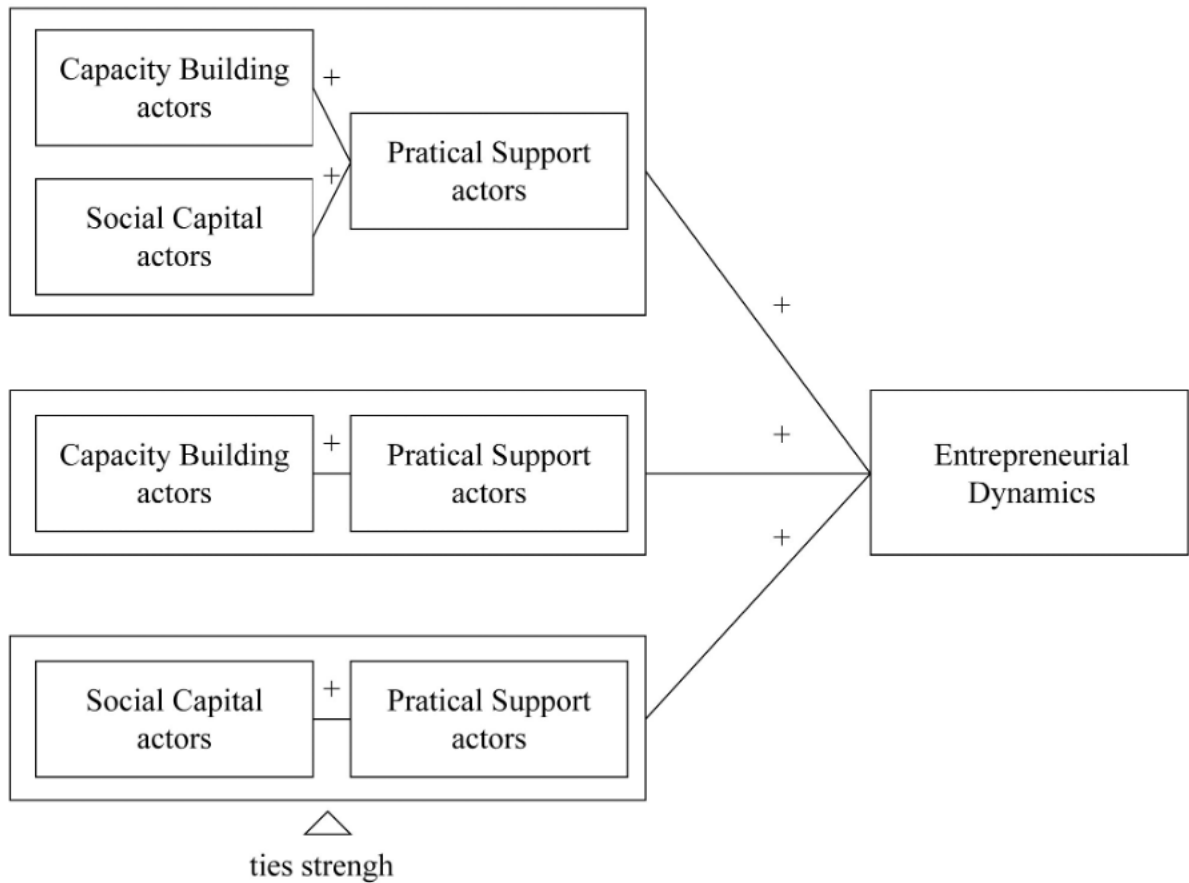 Capacity Building
actors
+
Social Capital
actors
+
Pratical Support
actors
+
Capacity Building
actors
+
Pratical Support
actors
+
Entrepreneurial
Dynamics
Social Capital
actors
+
Pratical Support
actors
+
ties strengh